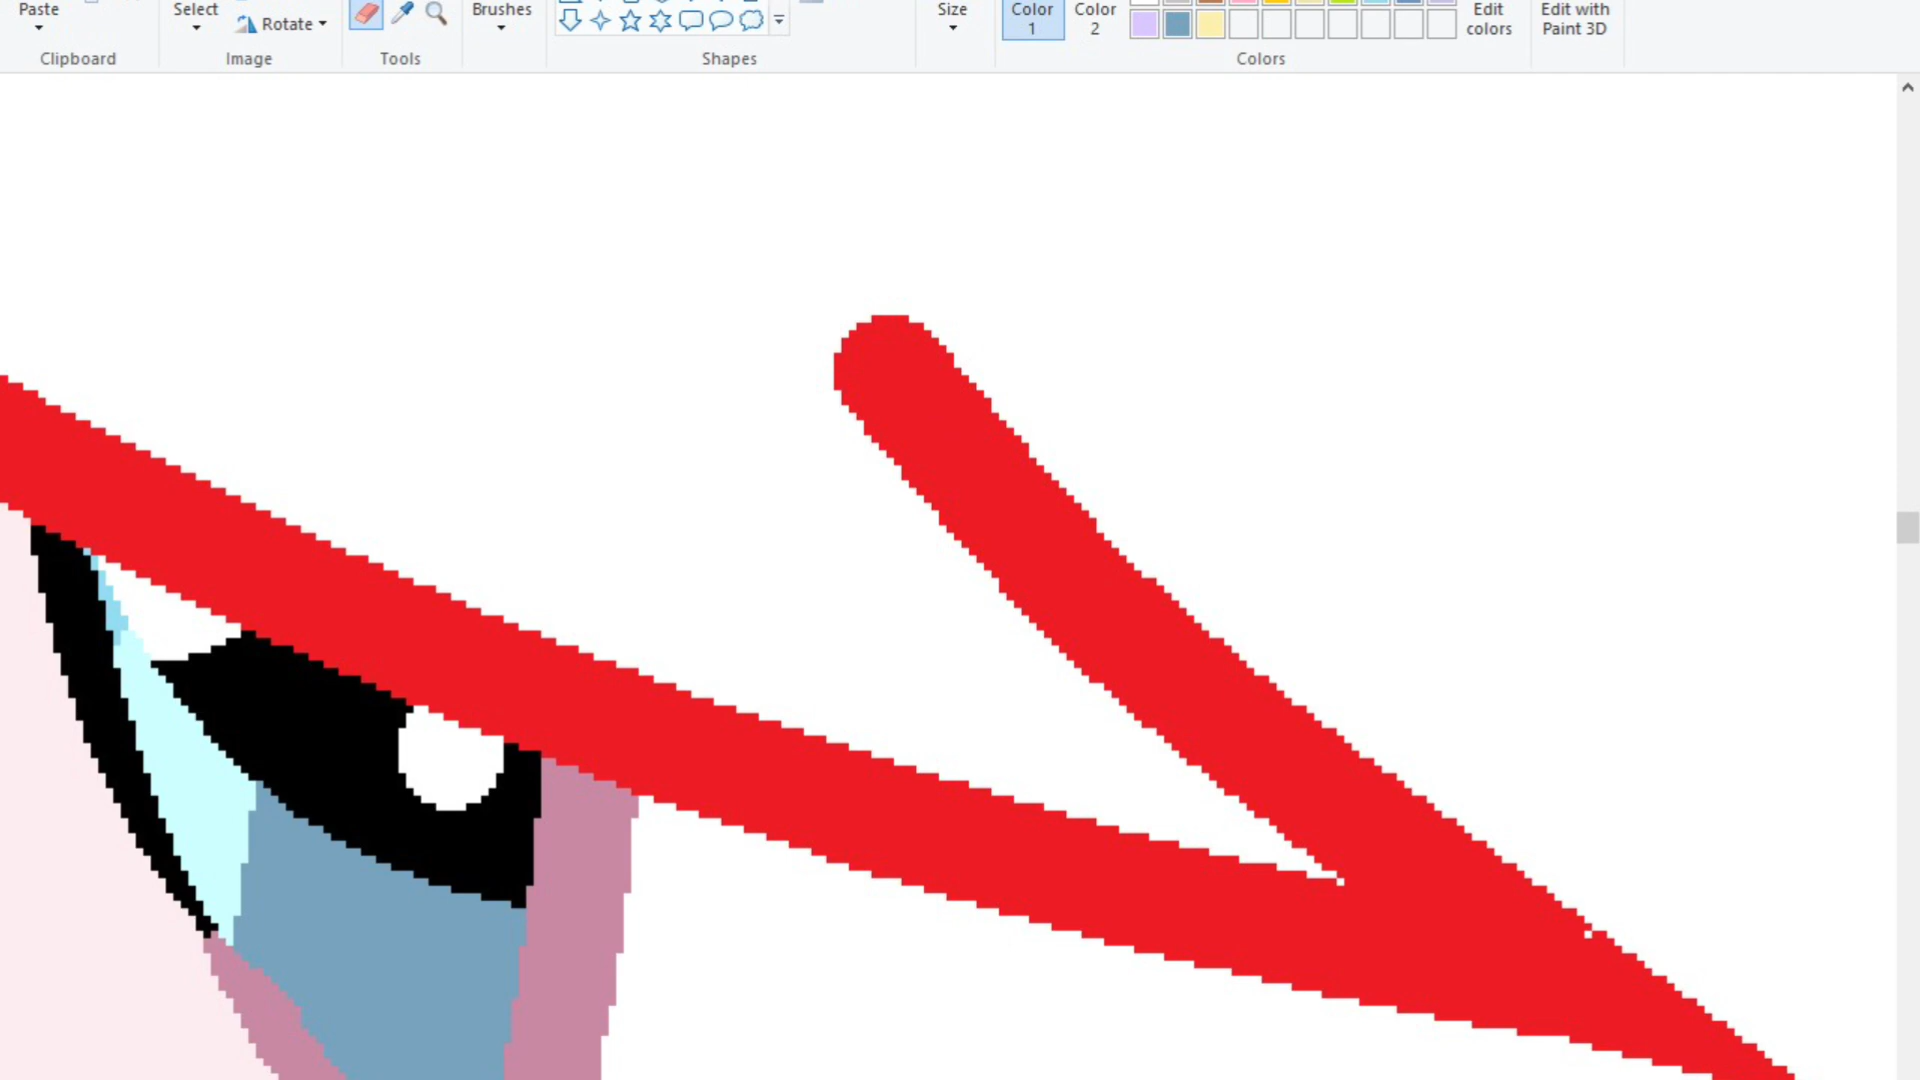 Paste
Select
Rotate
Brushes
Size
Color
1
Color
2
Edit
colors
Edit with
Paint 3D
Clipboard
Image
Tools
Shapes
Colors